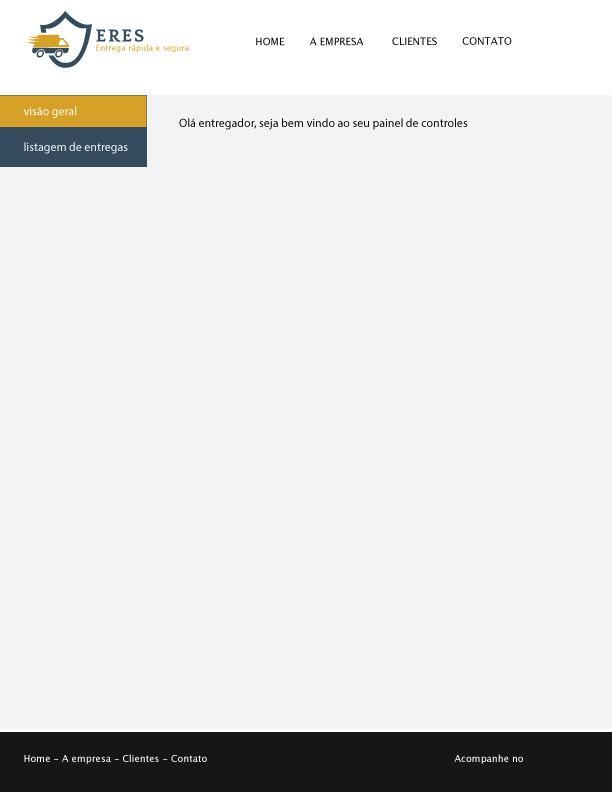 ERES
Entrega rápida e segura
HOME A EMPRESA CLIENTES CONTATO
visão geral
listagem de entregas
Olá entregador, seja bem vindo ao seu painel de controles
Home - A empresa - Clientes - Contato
Acompanhe no